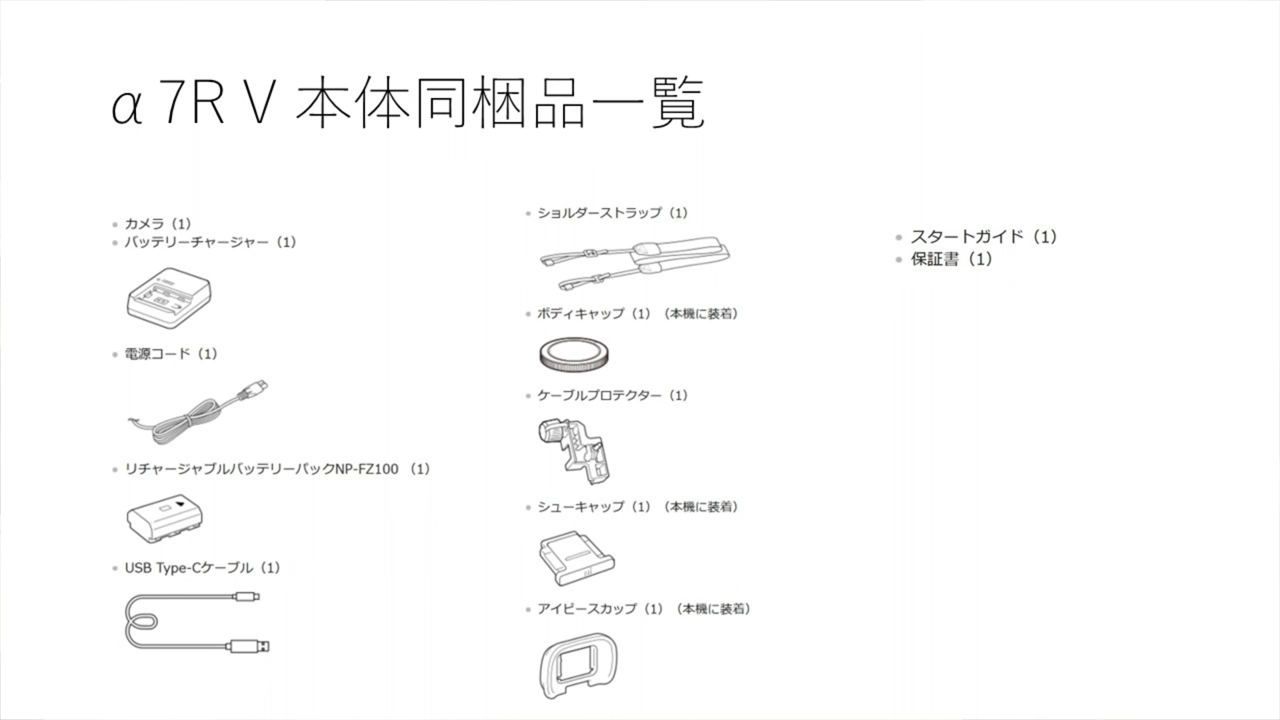 α 7R V 本体同梱品一覧
カメラ（1）
バッテリーチャージャー（1）
電源コード（1）
リチャージャブルバッテリーパックNP-FZ100 （1）
USB Type-Cケーブル（1）
ショルダーストラップ（1）
ボディキャップ（1）（本機に装着）
ケーブルプロテクター（1）
シューキャップ（1）（本機に装着）
アイピースカップ（1）（本機に装着）
スタートガイド（1）
保証書（1）